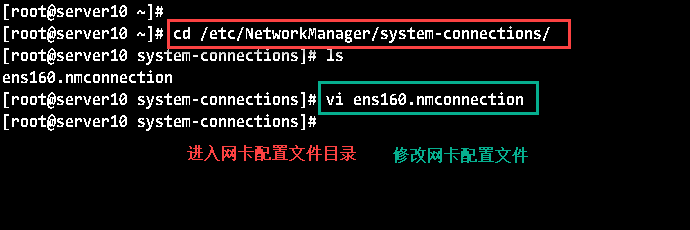 [root@server10 ~]#
[root@server10 ~]# cd /etc/NetworkManager/system-connections/
[root@server10 system-connections]# ls
ens160.nmconnection
[root@server10 system-connections]# vi ens160.nmconnection
[root@server10 system-connections]#
进入网卡配置文件目录 修改网卡配置文件